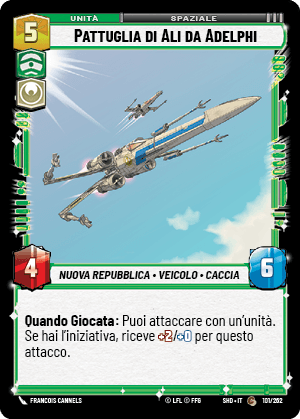 UNITÀ
SPAZIALE
5
PATTUGLIA DI ALI DA ADELPHI
4
6
NUOVA REPUBBLICA • VEICOLO • CACCIA
Quando Giocata: Puoi attaccare con un'unità.
Se hai l'iniziativa, riceve +2/+0 per questo
attacco.
FRANCOIS CANNELS
© LFL © FFG
SHD • IT
101/262